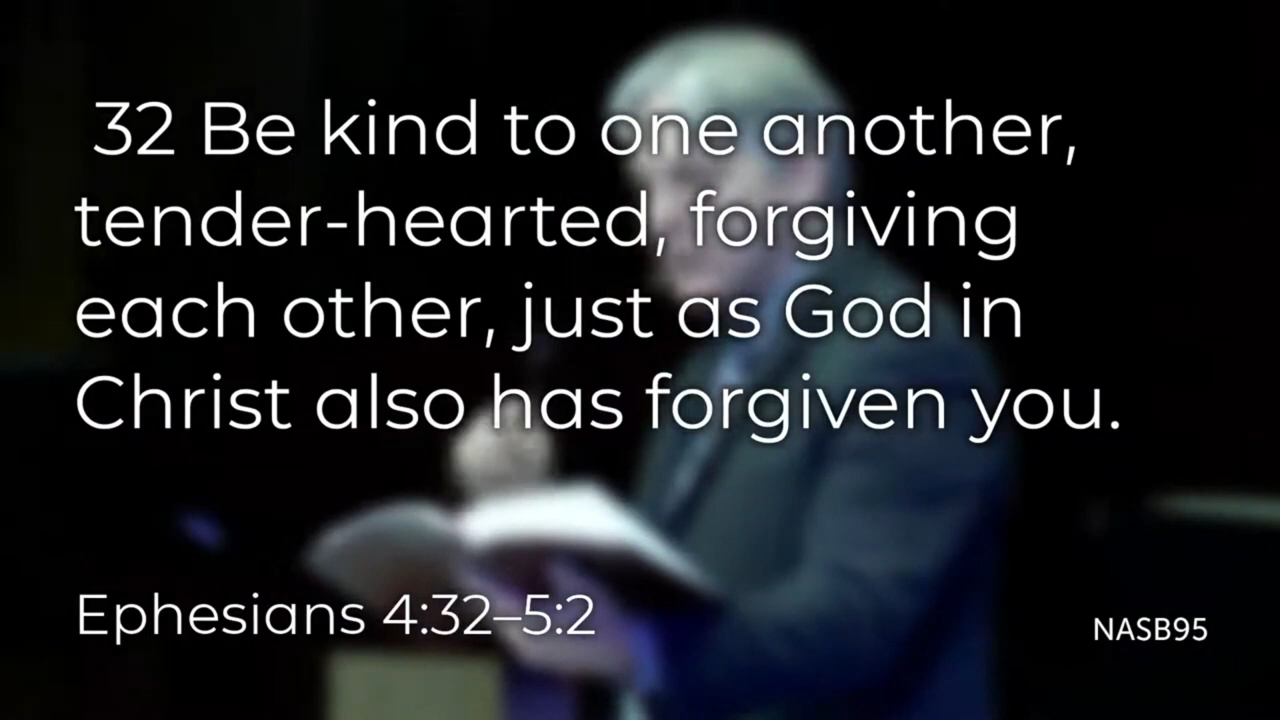 32 Be kind to one another,
tender-hearted, forgiving
each other, just as God in
Christ also has forgiven you.
Ephesians 4:32–5:2
NASB95